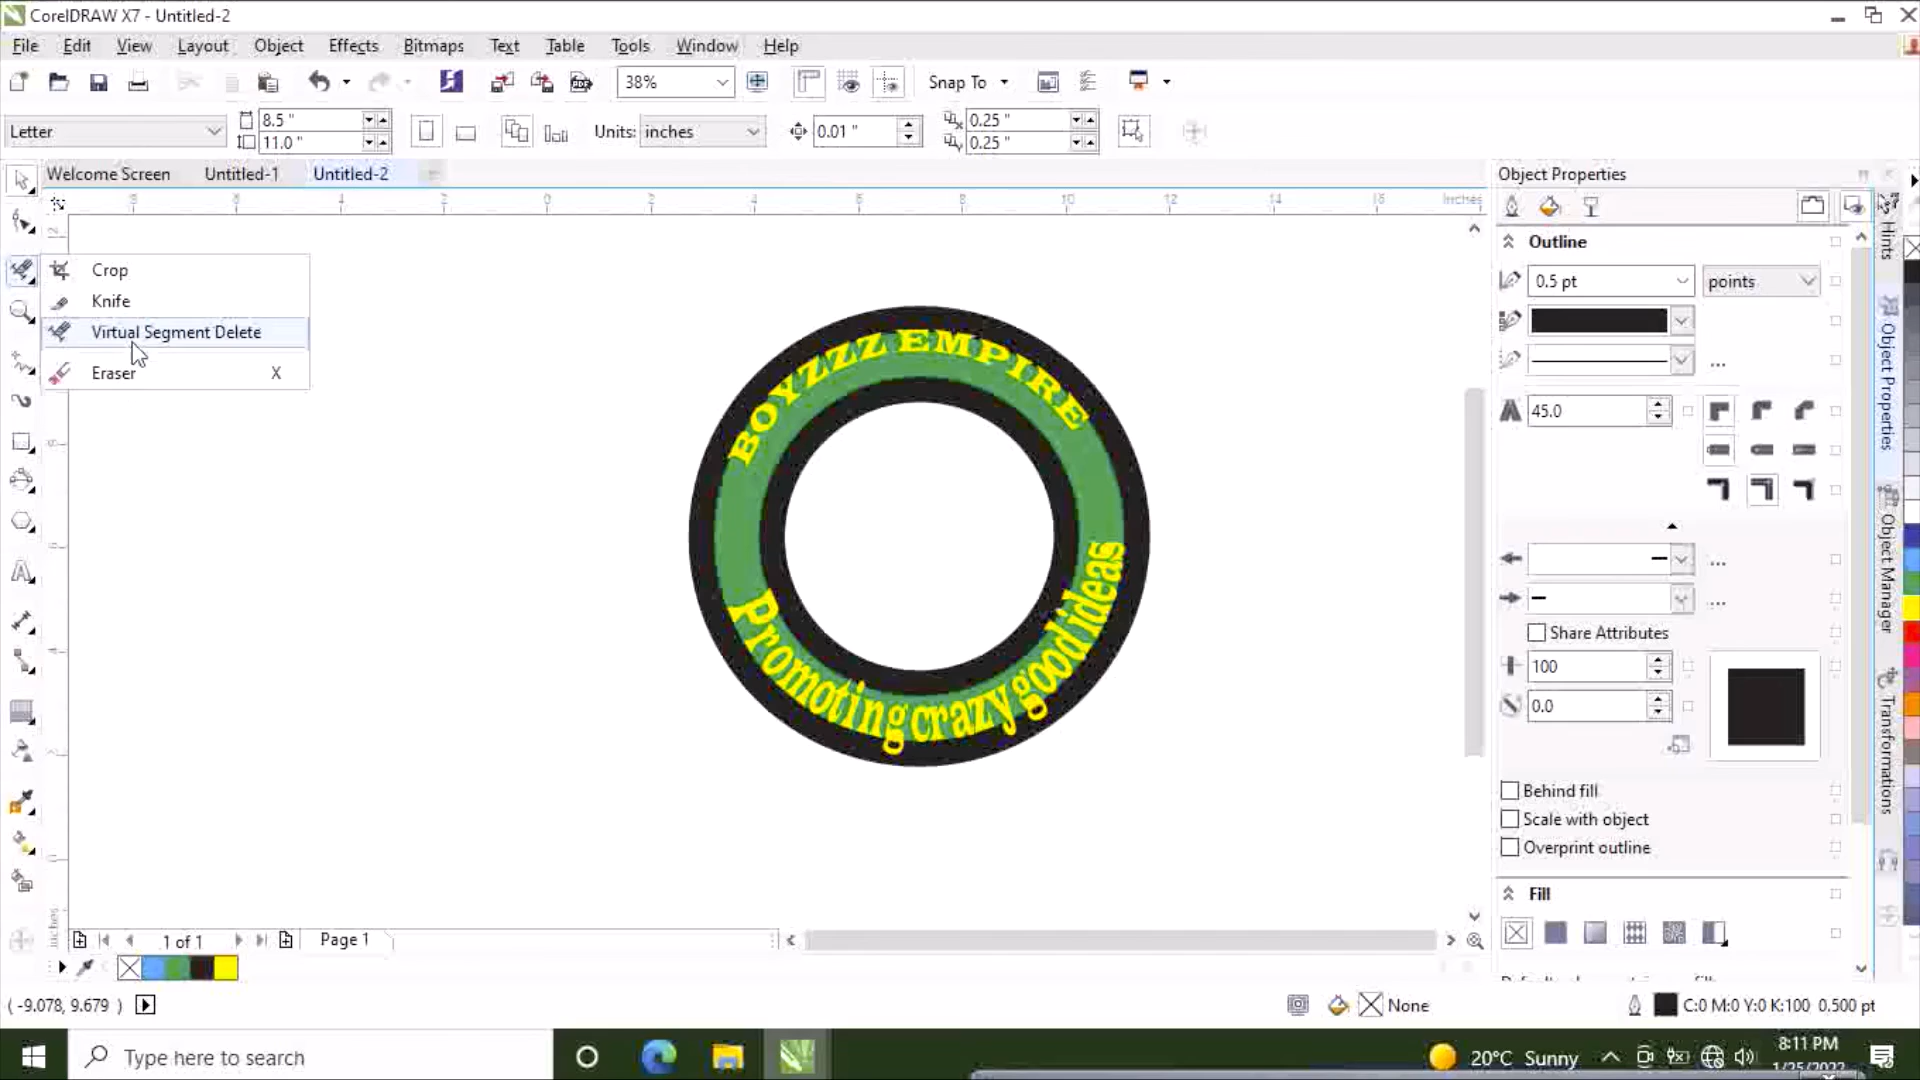 CorelDRAW X7 - Untitled-2
File Edit View Layout Object Effects Bitmaps Text Table Tools Window Help
38% Snap To
Letter 8.5 " 11.0 " Units: inches 0.01 " 0.25 " 0.25 "
Welcome Screen Untitled-1 Untitled-2
Object Properties
Crop
Knife
Virtual Segment Delete
Eraser X
BOYZZZ EMPIRE
Promoting crazy good ideas
Outline
0.5 pt points
45.0
Share Attributes
100
0.0
Behind fill
Scale with object
Overprint outline
Fill
Hints
Object Properties
Object Manager
Transformations
1 of 1 Page 1
( -9.078, 9.679 ) None C:0 M:0 Y:0 K:100 0.500 pt
Type here to search
20°C Sunny
8:11 PM
1/25/2022